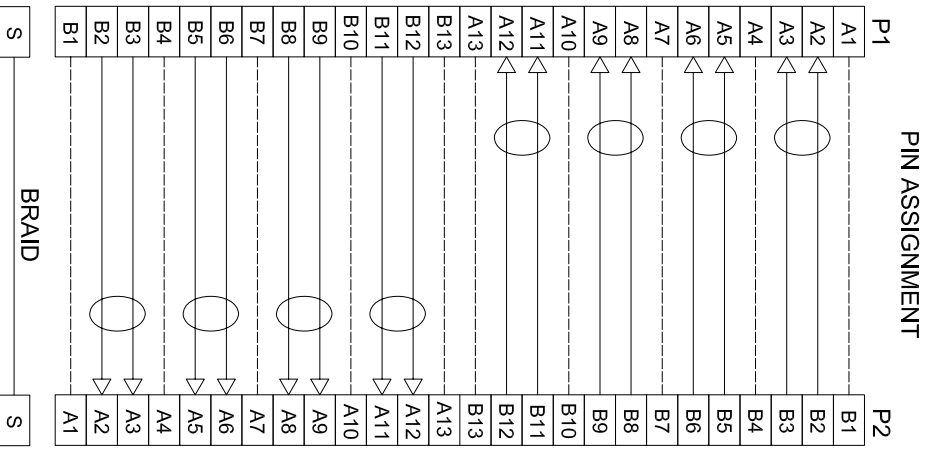 PIN ASSIGNMENT
P1 P2
A1 B1
A2 B2
A3 B3
A4 B4
A5 B5
A6 B6
A7 B7
A8 B8
A9 B9
A10 B10
A11 B11
A12 B12
A13 B13
B13 A13
B12 A12
B11 A11
B10 A10
B9 A9
B8 A8
B7 A7
B6 A6
B5 A5
B4 A4
B3 A3
B2 A2
B1 A1
BRAID
S S